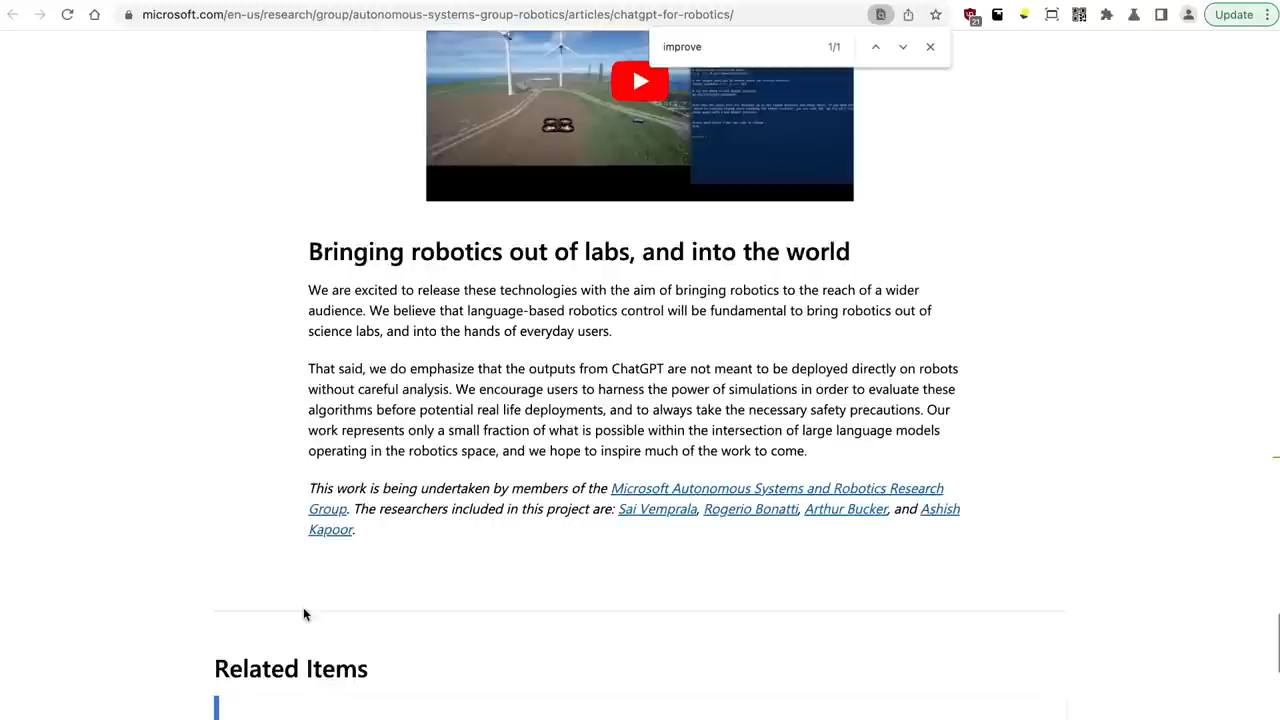 microsoft.com/en-us/research/group/autonomous-systems-group-robotics/articles/chatgpt-for-robotics/
21
Update
improve
1/1
Bringing robotics out of labs, and into the world
We are excited to release these technologies with the aim of bringing robotics to the reach of a wider
audience. We believe that language-based robotics control will be fundamental to bring robotics out of
science labs, and into the hands of everyday users.
That said, we do emphasize that the outputs from ChatGPT are not meant to be deployed directly on robots
without careful analysis. We encourage users to harness the power of simulations in order to evaluate these
algorithms before potential real life deployments, and to always take the necessary safety precautions. Our
work represents only a small fraction of what is possible within the intersection of large language models
operating in the robotics space, and we hope to inspire much of the work to come.
This work is being undertaken by members of the Microsoft Autonomous Systems and Robotics Research
Group. The researchers included in this project are: Sai Vemprala, Rogerio Bonatti, Arthur Bucker, and Ashish
Kapoor.
Related Items